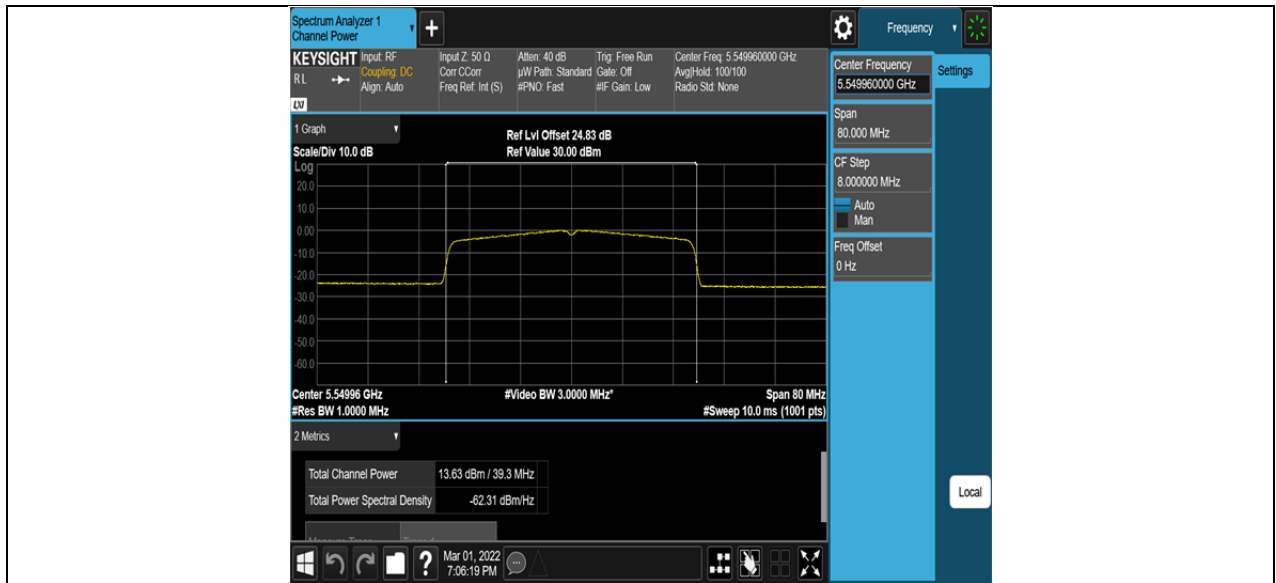 Spectrum Analyzer 1
Channel Power
+
Frequency
KEYSIGHT
RL
LXI
Input: RF
Coupling: DC
Align: Auto
Input Z: 50 Ω
Corr CCorr
Freq Ref: Int (S)
Atten: 40 dB
µW Path: Standard
#PNO: Fast
Trig: Free Run
Gate: Off
#IF Gain: Low
Center Freq: 5.549960000 GHz
Avg|Hold: 100/100
Radio Std: None
Center Frequency
5.549960000 GHz
Settings
Span
80.000 MHz
CF Step
8.000000 MHz
Auto
Man
Freq Offset
0 Hz
1 Graph
Scale/Div 10.0 dB
Ref Lvl Offset 24.83 dB
Ref Value 30.00 dBm
Log
20.0
10.0
0.00
-10.0
-20.0
-30.0
-40.0
-50.0
-60.0
Center 5.54996 GHz
#Video BW 3.0000 MHz*
Span 80 MHz
#Res BW 1.0000 MHz
#Sweep 10.0 ms (1001 pts)
2 Metrics
Total Channel Power
13.63 dBm / 39.3 MHz
Total Power Spectral Density
-62.31 dBm/Hz
Local
?
Mar 01, 2022
7:06:19 PM